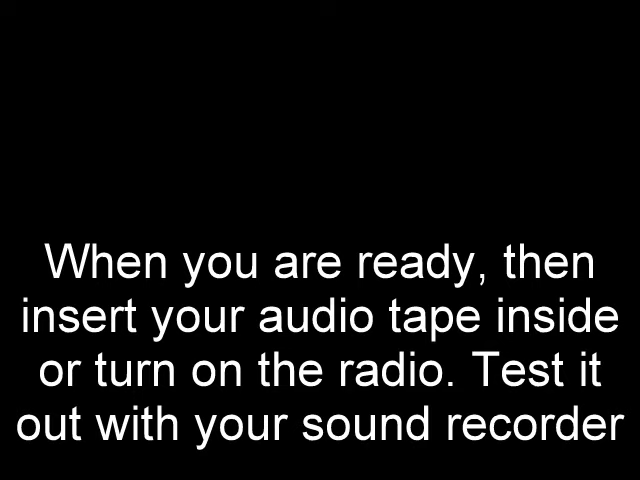 When you are ready, then
insert your audio tape inside
or turn on the radio. Test it
out with your sound recorder